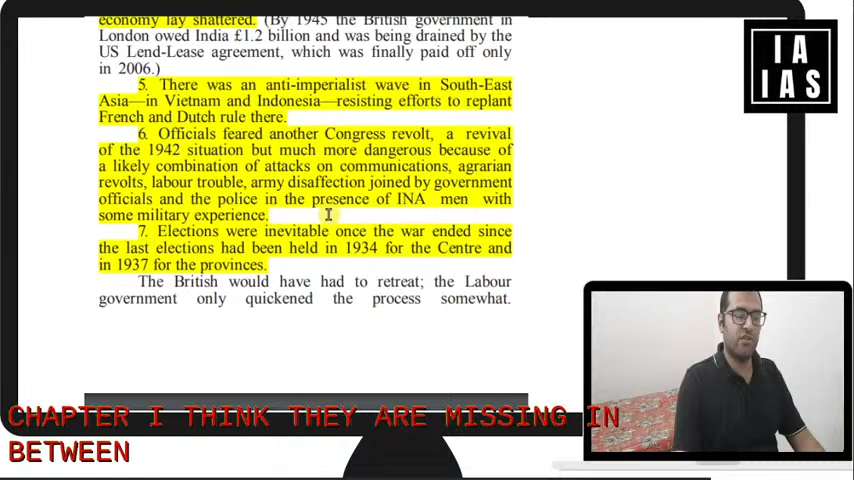 economy lay shattered. (By 1945 the British government in
London owed India £1.2 billion and was being drained by the
US Lend-Lease agreement, which was finally paid off only
in 2006.)
5. There was an anti-imperialist wave in South-East
Asia—in Vietnam and Indonesia—resisting efforts to replant
French and Dutch rule there.
6. Officials feared another Congress revolt, a revival
of the 1942 situation but much more dangerous because of
a likely combination of attacks on communications, agrarian
revolts, labour trouble, army disaffection joined by government
officials and the police in the presence of INA men with
some military experience.
7. Elections were inevitable once the war ended since
the last elections had been held in 1934 for the Centre and
in 1937 for the provinces.
The British would have had to retreat; the Labour
government only quickened the process somewhat.
IA
IAS
CHAPTER I THINK THEY ARE MISSING IN
BETWEEN